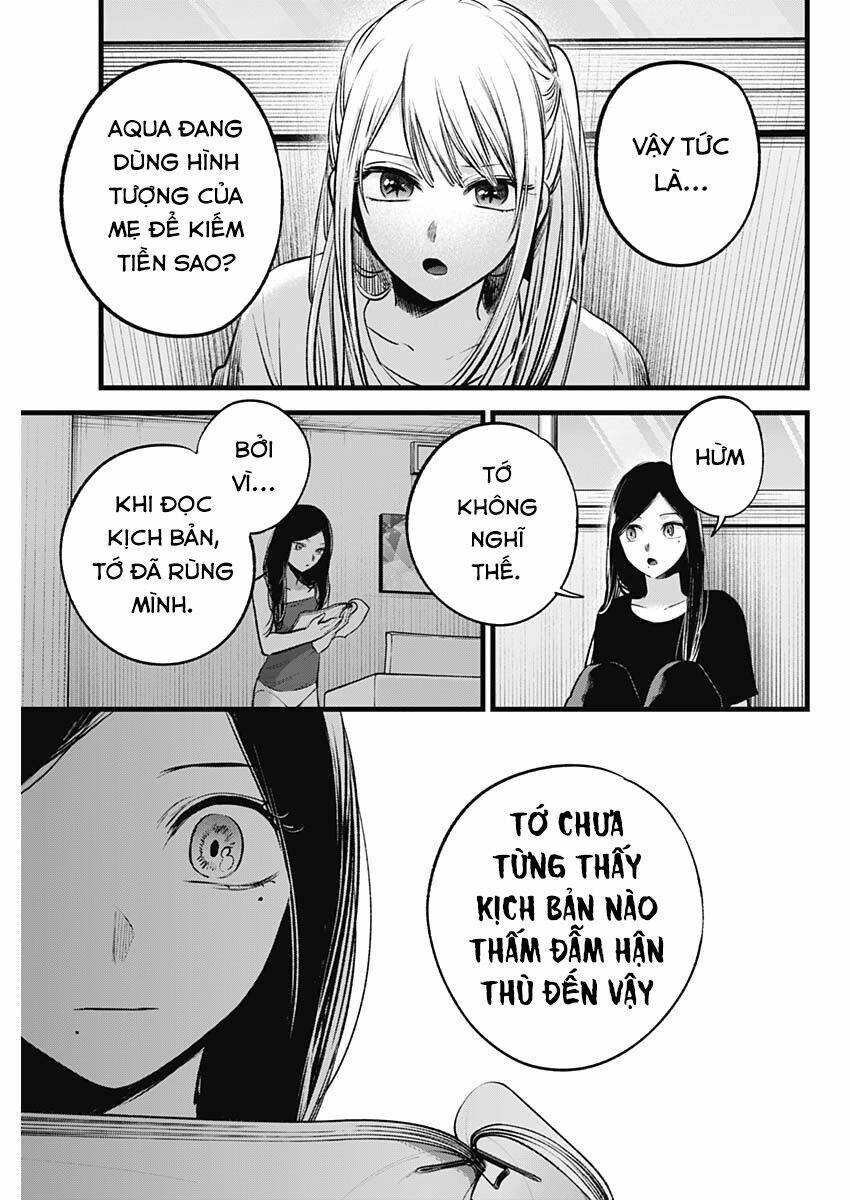 VẬY TỨC
LÀ...
AQUA ĐANG
DÙNG HÌNH
TƯỢNG CỦA
MẸ ĐỂ KIẾM
TIỀN SAO?
HỪM
TỚ
KHÔNG
NGHĨ
THẾ.
BỞI
VÌ...
KHI ĐỌC
KỊCH BẢN,
TỚ ĐÃ RÙNG
MÌNH.
TỚ CHƯA
TỪNG THẤY
KỊCH BẢN NÀO
THẤM ĐẪM HẬN
THÙ ĐẾN VẬY